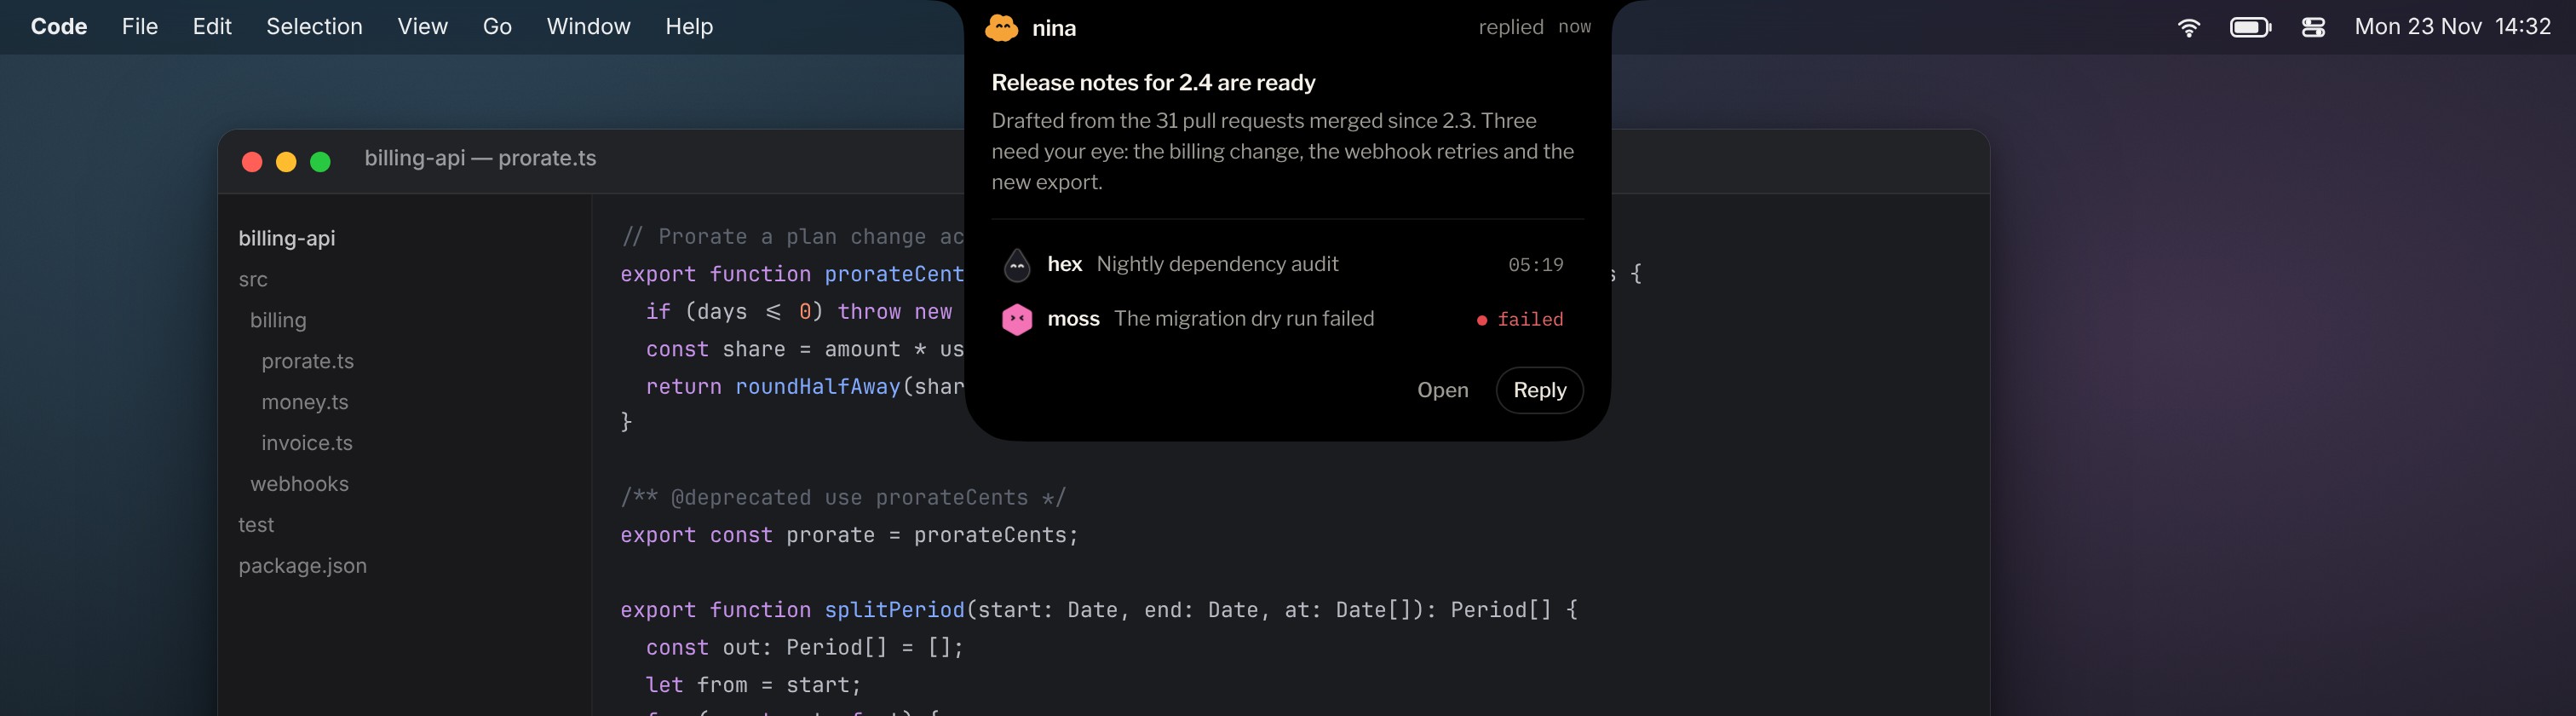 Code File Edit Selection View Go Window Help
Mon 23 Nov 14:32
nina replied now
Release notes for 2.4 are ready
Drafted from the 31 pull requests merged since 2.3. Three
need your eye: the billing change, the webhook retries and the
new export.
hex Nightly dependency audit 05:19
moss The migration dry run failed failed
Open Reply
billing-api — prorate.ts
billing-api
src
billing
prorate.ts
money.ts
invoice.ts
webhooks
test
package.json
// Prorate a plan change ac
export function prorateCent s {
if (days <= 0) throw new
const share = amount * us
return roundHalfAway(shar
}
/** @deprecated use prorateCents */
export const prorate = prorateCents;
export function splitPeriod(start: Date, end: Date, at: Date[]): Period[] {
const out: Period[] = [];
let from = start;